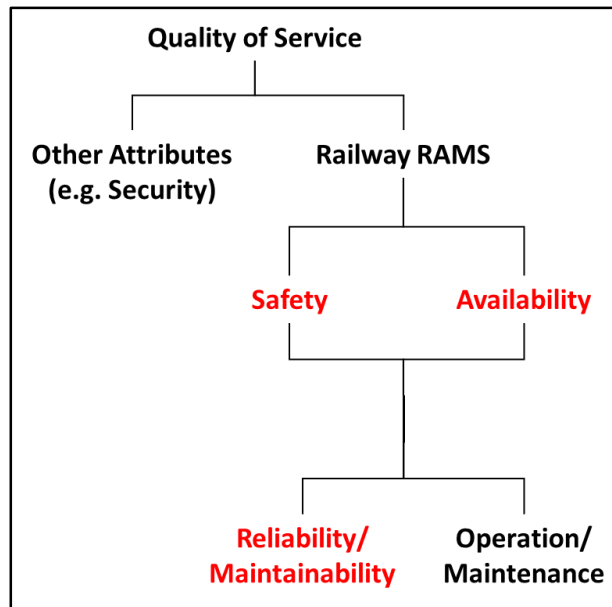 Quality of Service
Other Attributes
(e.g. Security)
Railway RAMS
Safety
Availability
Reliability/
Maintainability
Operation/
Maintenance